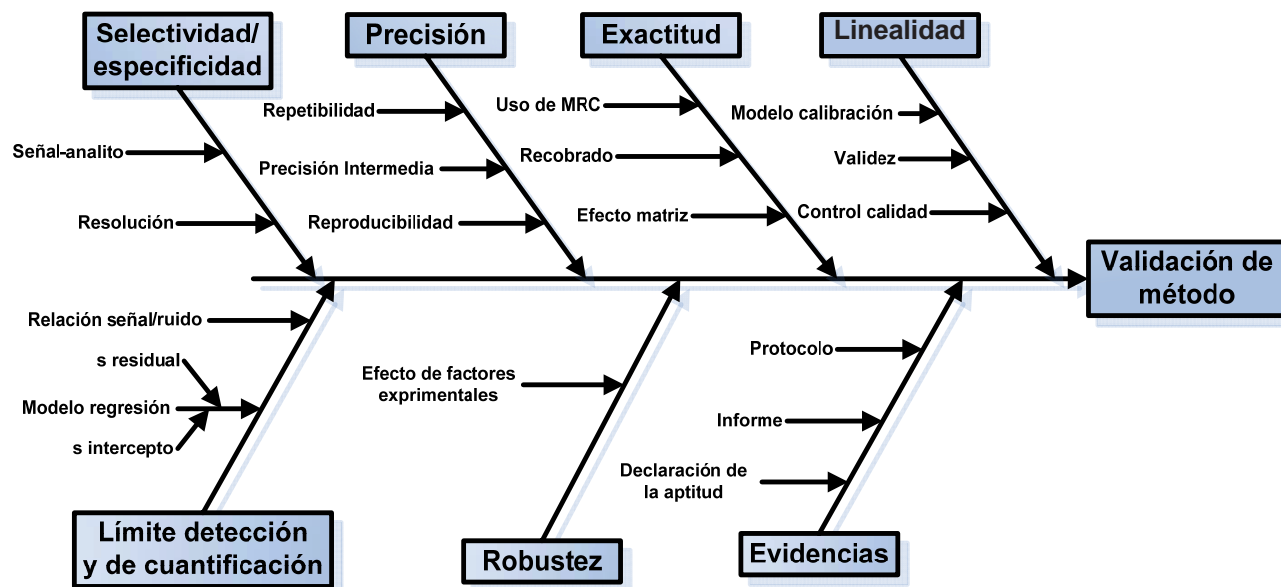 Selectividad/
especificidad
Precisión
Exactitud
Linealidad
Señal-analito
Resolución
Repetibilidad
Precisión Intermedia
Reproducibilidad
Uso de MRC
Recobrado
Efecto matriz
Modelo calibración
Validez
Control calidad
Validación de
método
Relación señal/ruido
s residual
Modelo regresión
s intercepto
Efecto de factores
exprimentales
Protocolo
Informe
Declaración de
la aptitud
Límite detección
y de cuantificación
Robustez
Evidencias